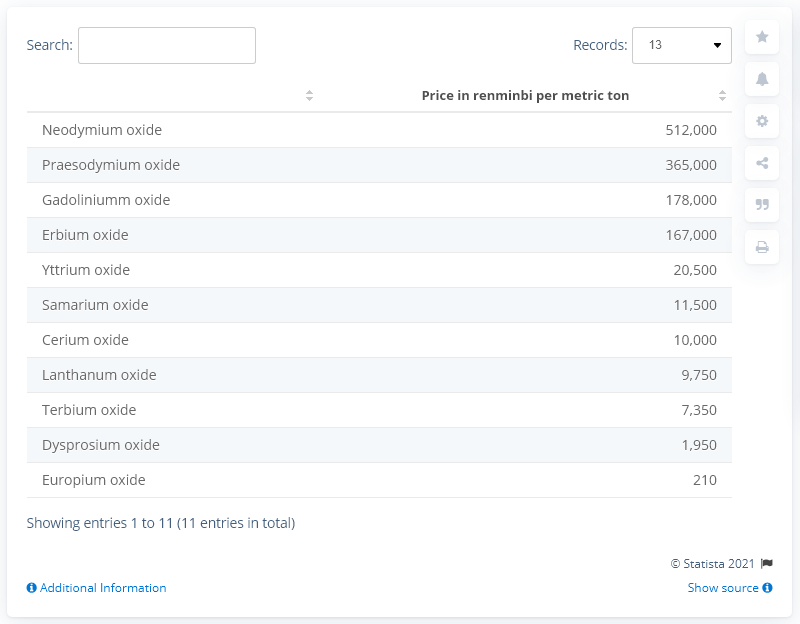 Search:
Records: 13
Price in renminbi per metric ton
Neodymium oxide 512,000
Praesodymium oxide 365,000
Gadoliniumm oxide 178,000
Erbium oxide 167,000
Yttrium oxide 20,500
Samarium oxide 11,500
Cerium oxide 10,000
Lanthanum oxide 9,750
Terbium oxide 7,350
Dysprosium oxide 1,950
Europium oxide 210
Showing entries 1 to 11 (11 entries in total)
© Statista 2021
Additional Information
Show source